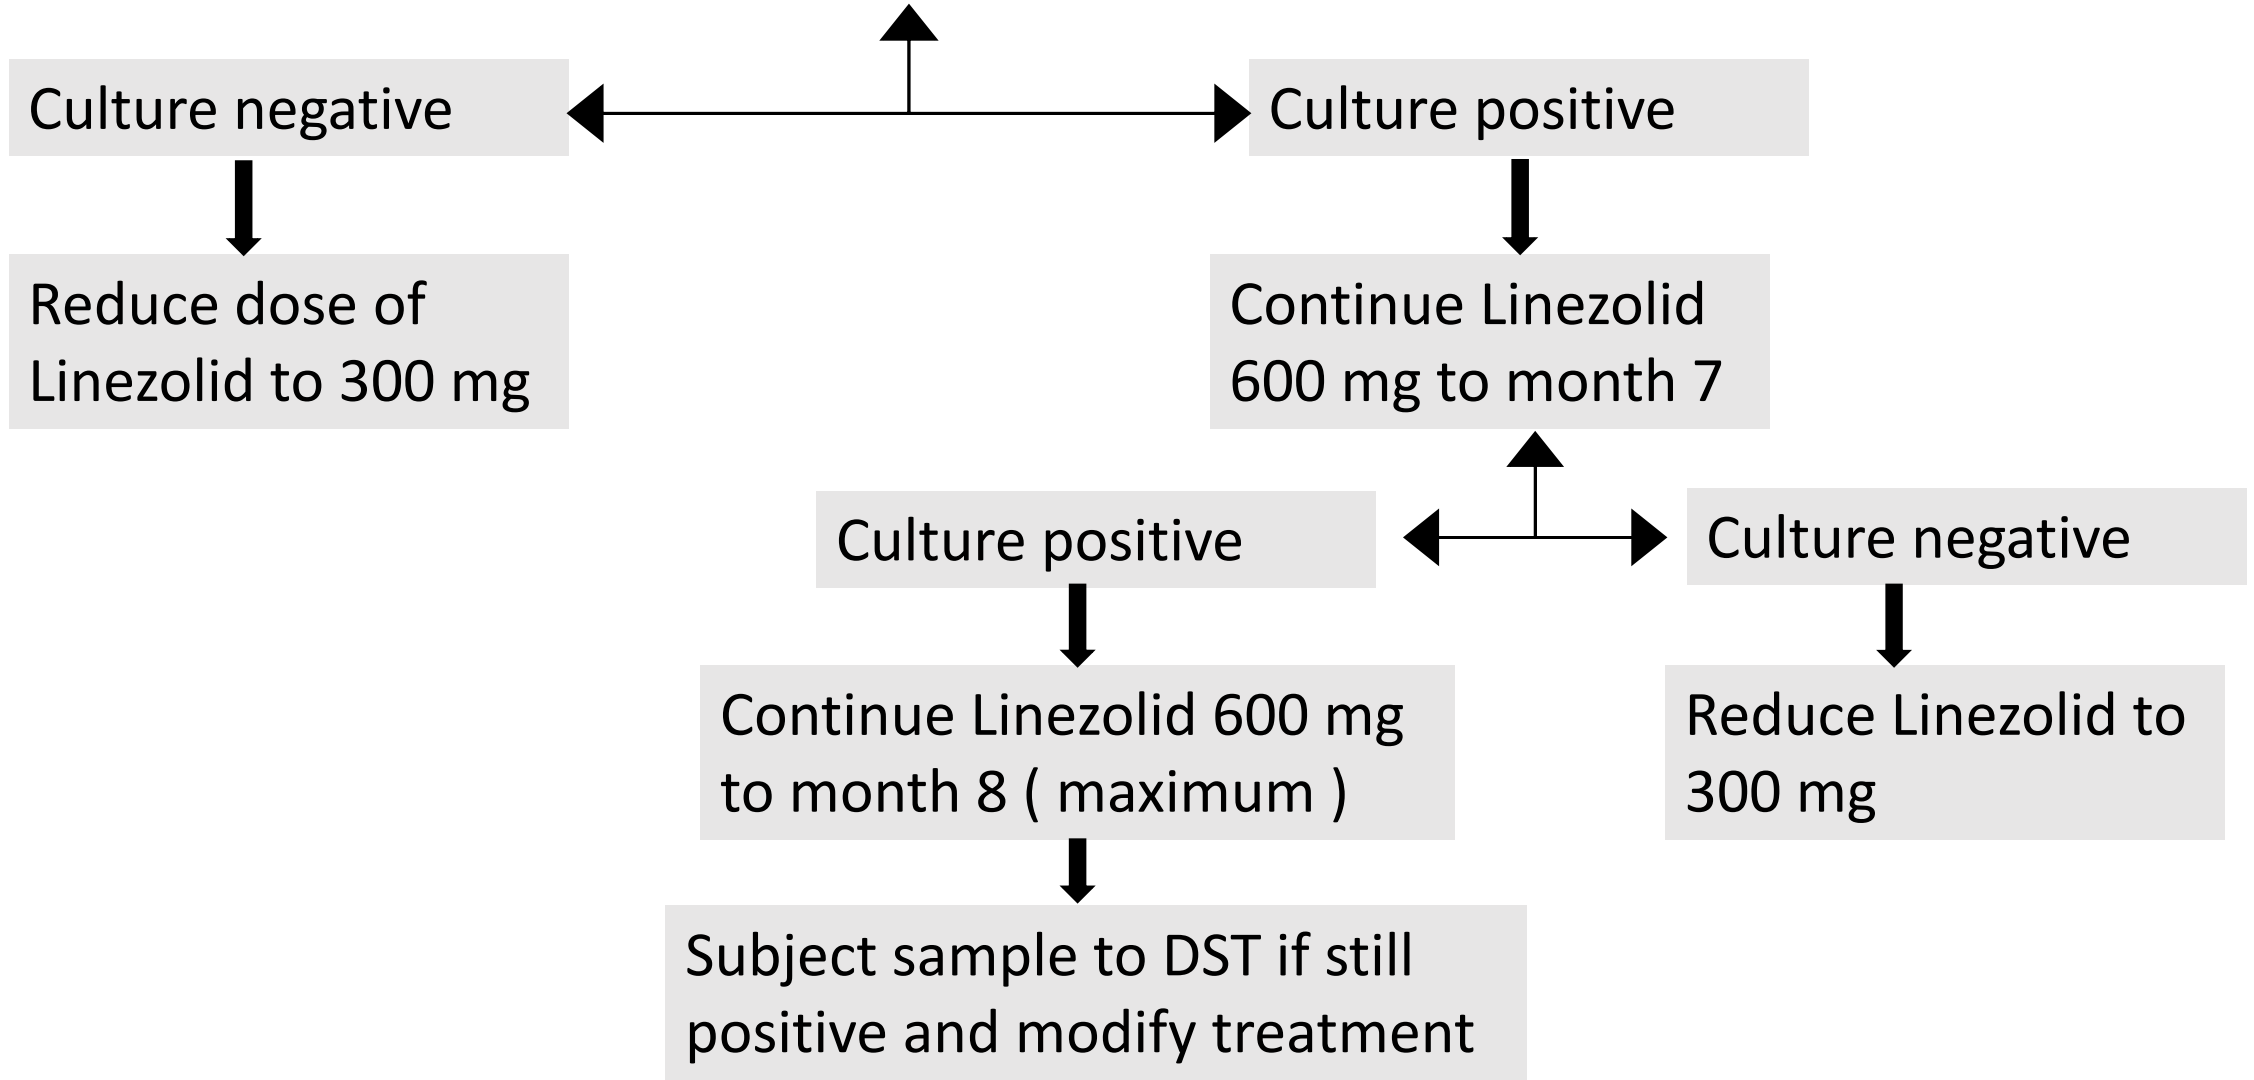 Culture negative
Culture positive
Reduce dose of
Linezolid to 300 mg
Continue Linezolid
600 mg to month 7
Culture positive
Culture negative
Continue Linezolid 600 mg
to month 8 ( maximum )
Reduce Linezolid to
300 mg
Subject sample to DST if still
positive and modify treatment